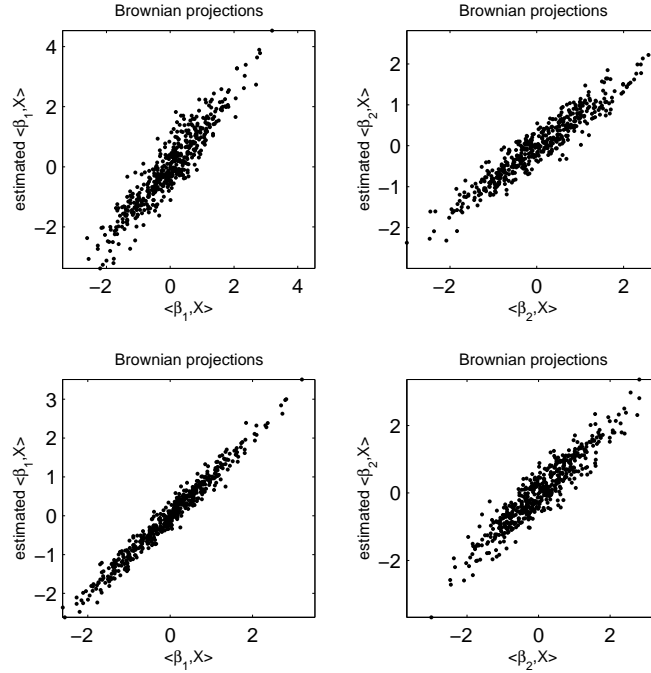 Brownian projections
estimated <β1,X>
4
2
0
−2
−2
0
2
4
<β1,X>
Brownian projections
estimated <β2,X>
2
1
0
−1
−2
−2
0
2
<β2,X>
Brownian projections
estimated <β1,X>
3
2
1
0
−1
−2
−2
0
2
<β1,X>
Brownian projections
estimated <β2,X>
2
0
−2
−2
0
2
<β2,X>